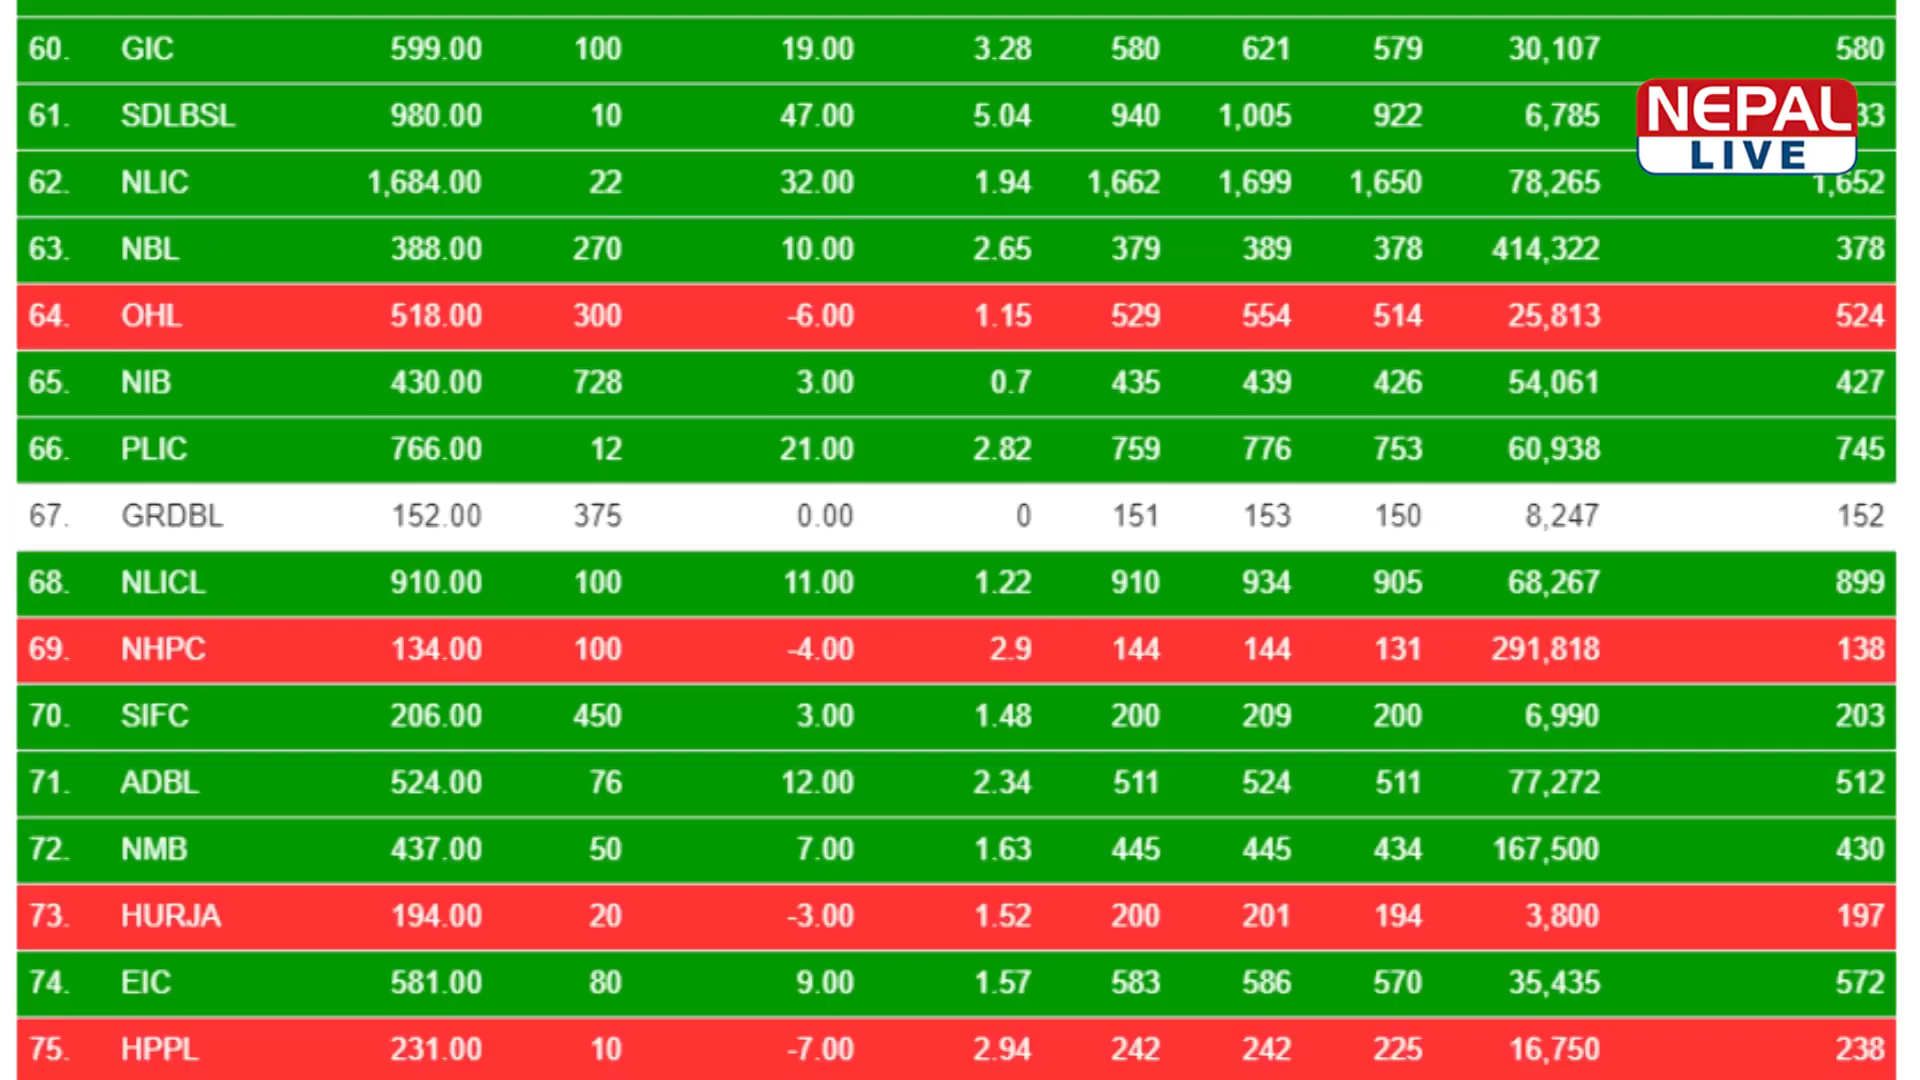 60. GIC 599.00 100 19.00 3.28 580 621 579 30,107 580
61. SDLBSL 980.00 10 47.00 5.04 940 1,005 922 6,785 33
NEPAL
LIVE
62. NLIC 1,684.00 22 32.00 1.94 1,662 1,699 1,650 78,265 1,652
63. NBL 388.00 270 10.00 2.65 379 389 378 414,322 378
64. OHL 518.00 300 -6.00 1.15 529 554 514 25,813 524
65. NIB 430.00 728 3.00 0.7 435 439 426 54,061 427
66. PLIC 766.00 12 21.00 2.82 759 776 753 60,938 745
67. GRDBL 152.00 375 0.00 0 151 153 150 8,247 152
68. NLICL 910.00 100 11.00 1.22 910 934 905 68,267 899
69. NHPC 134.00 100 -4.00 2.9 144 144 131 291,818 138
70. SIFC 206.00 450 3.00 1.48 200 209 200 6,990 203
71. ADBL 524.00 76 12.00 2.34 511 524 511 77,272 512
72. NMB 437.00 50 7.00 1.63 445 445 434 167,500 430
73. HURJA 194.00 20 -3.00 1.52 200 201 194 3,800 197
74. EIC 581.00 80 9.00 1.57 583 586 570 35,435 572
75. HPPL 231.00 10 -7.00 2.94 242 242 225 16,750 238